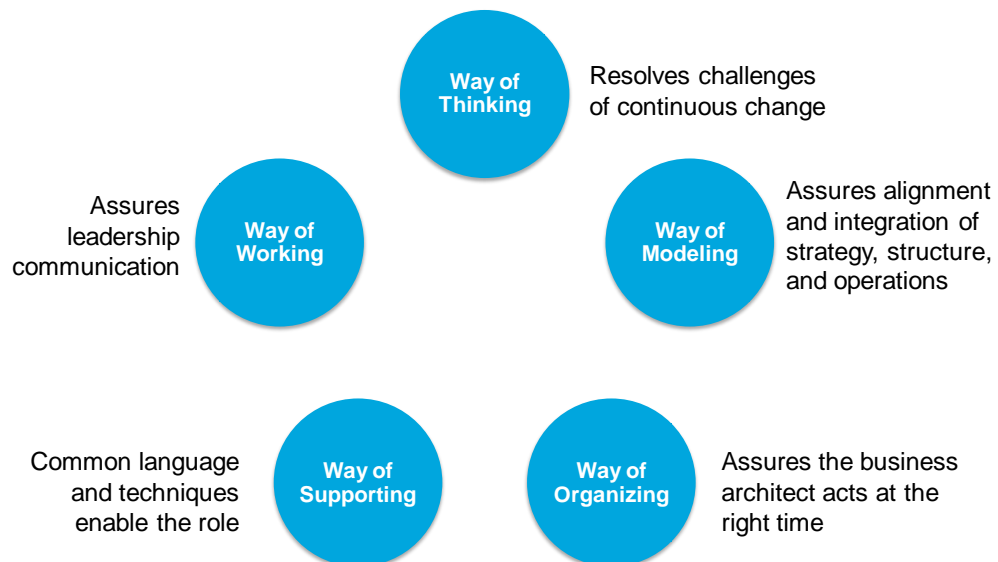 Way of
Thinking
Resolves challenges
of continuous change
Assures
leadership
communication
Way of
Working
Way of
Modeling
Assures alignment
and integration of
strategy, structure,
and operations
Common language
and techniques
enable the role
Way of
Supporting
Way of
Organizing
Assures the business
architect acts at the
right time